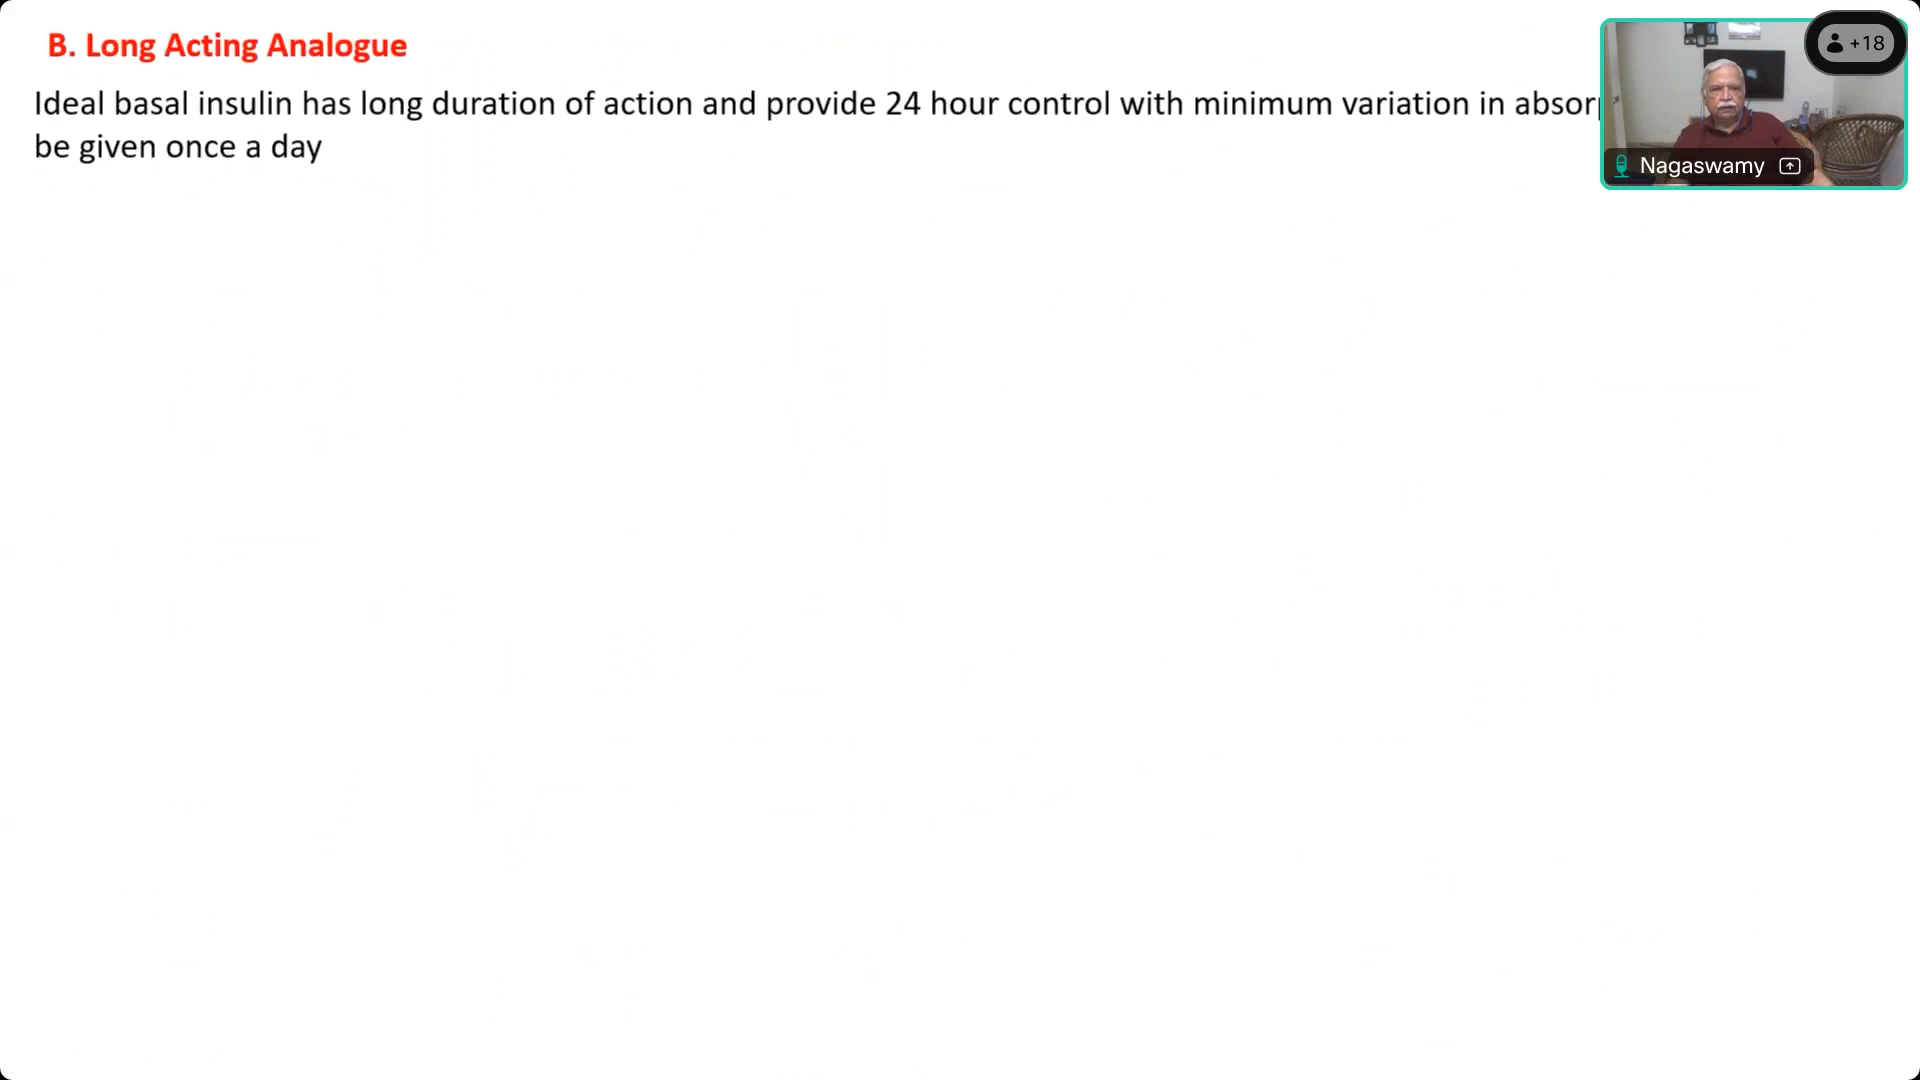 B. Long Acting Analogue
Ideal basal insulin has long duration of action and provide 24 hour control with minimum variation in
be given once a day
+18
Nagaswamy